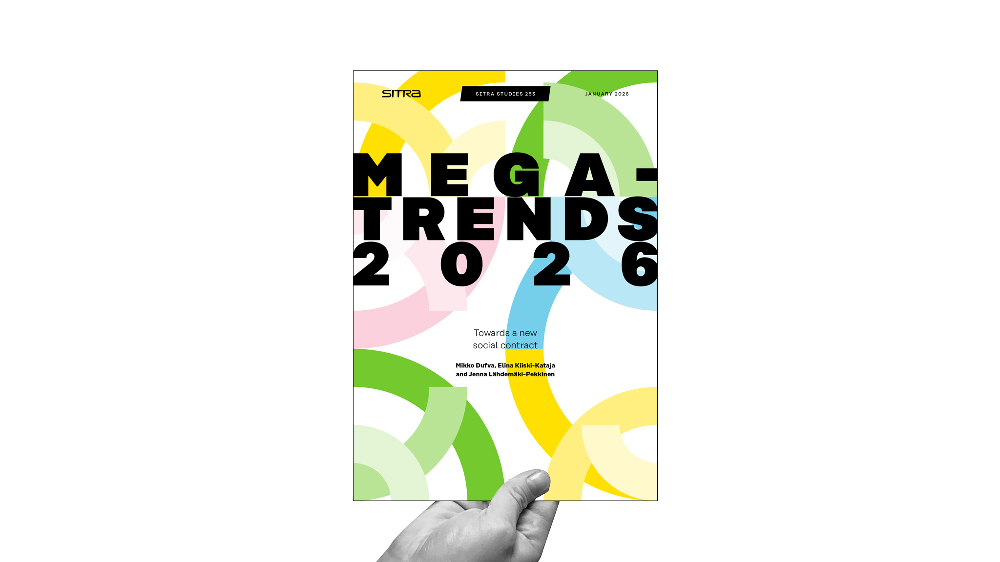 SITRA
SITRA STUDIES 253
JANUARY 2026
MEGA-
TRENDS
2026
Towards a new
social contract
Mikko Dufva, Elina Kiiski-Kataja
and Jenna Lähdemäki-Pekkinen